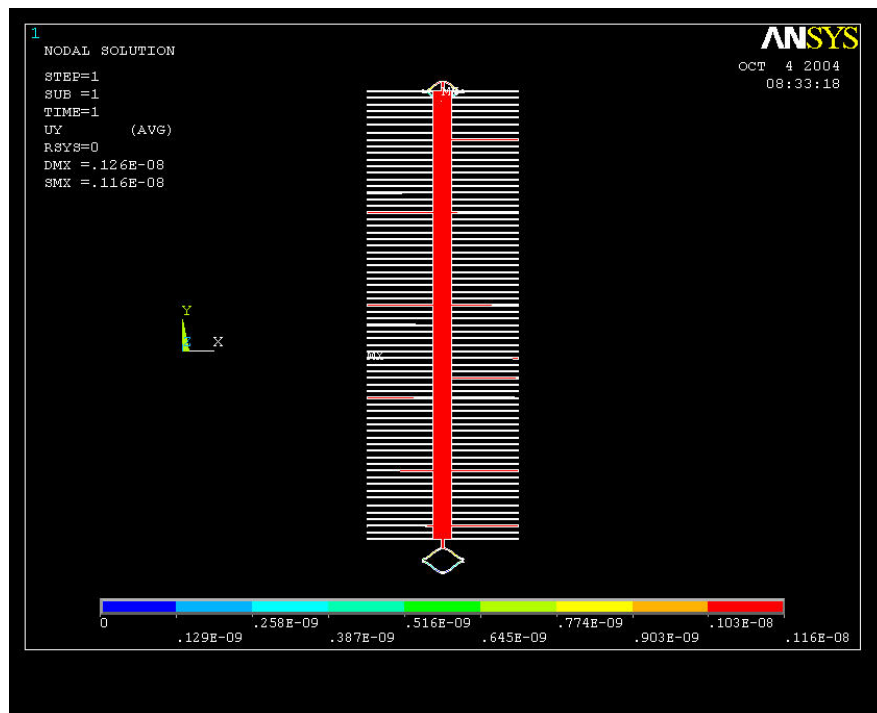 1
NODAL SOLUTION
STEP=1
SUB =1
TIME=1
UY (AVG)
RSYS=0
DMX =.126E-08
SMX =.116E-08
ANSYS
OCT 4 2004
08:33:18
Y
X
MX
0 .129E-09 .258E-09 .387E-09 .516E-09 .645E-09 .774E-09 .903E-09 .103E-08 .116E-08